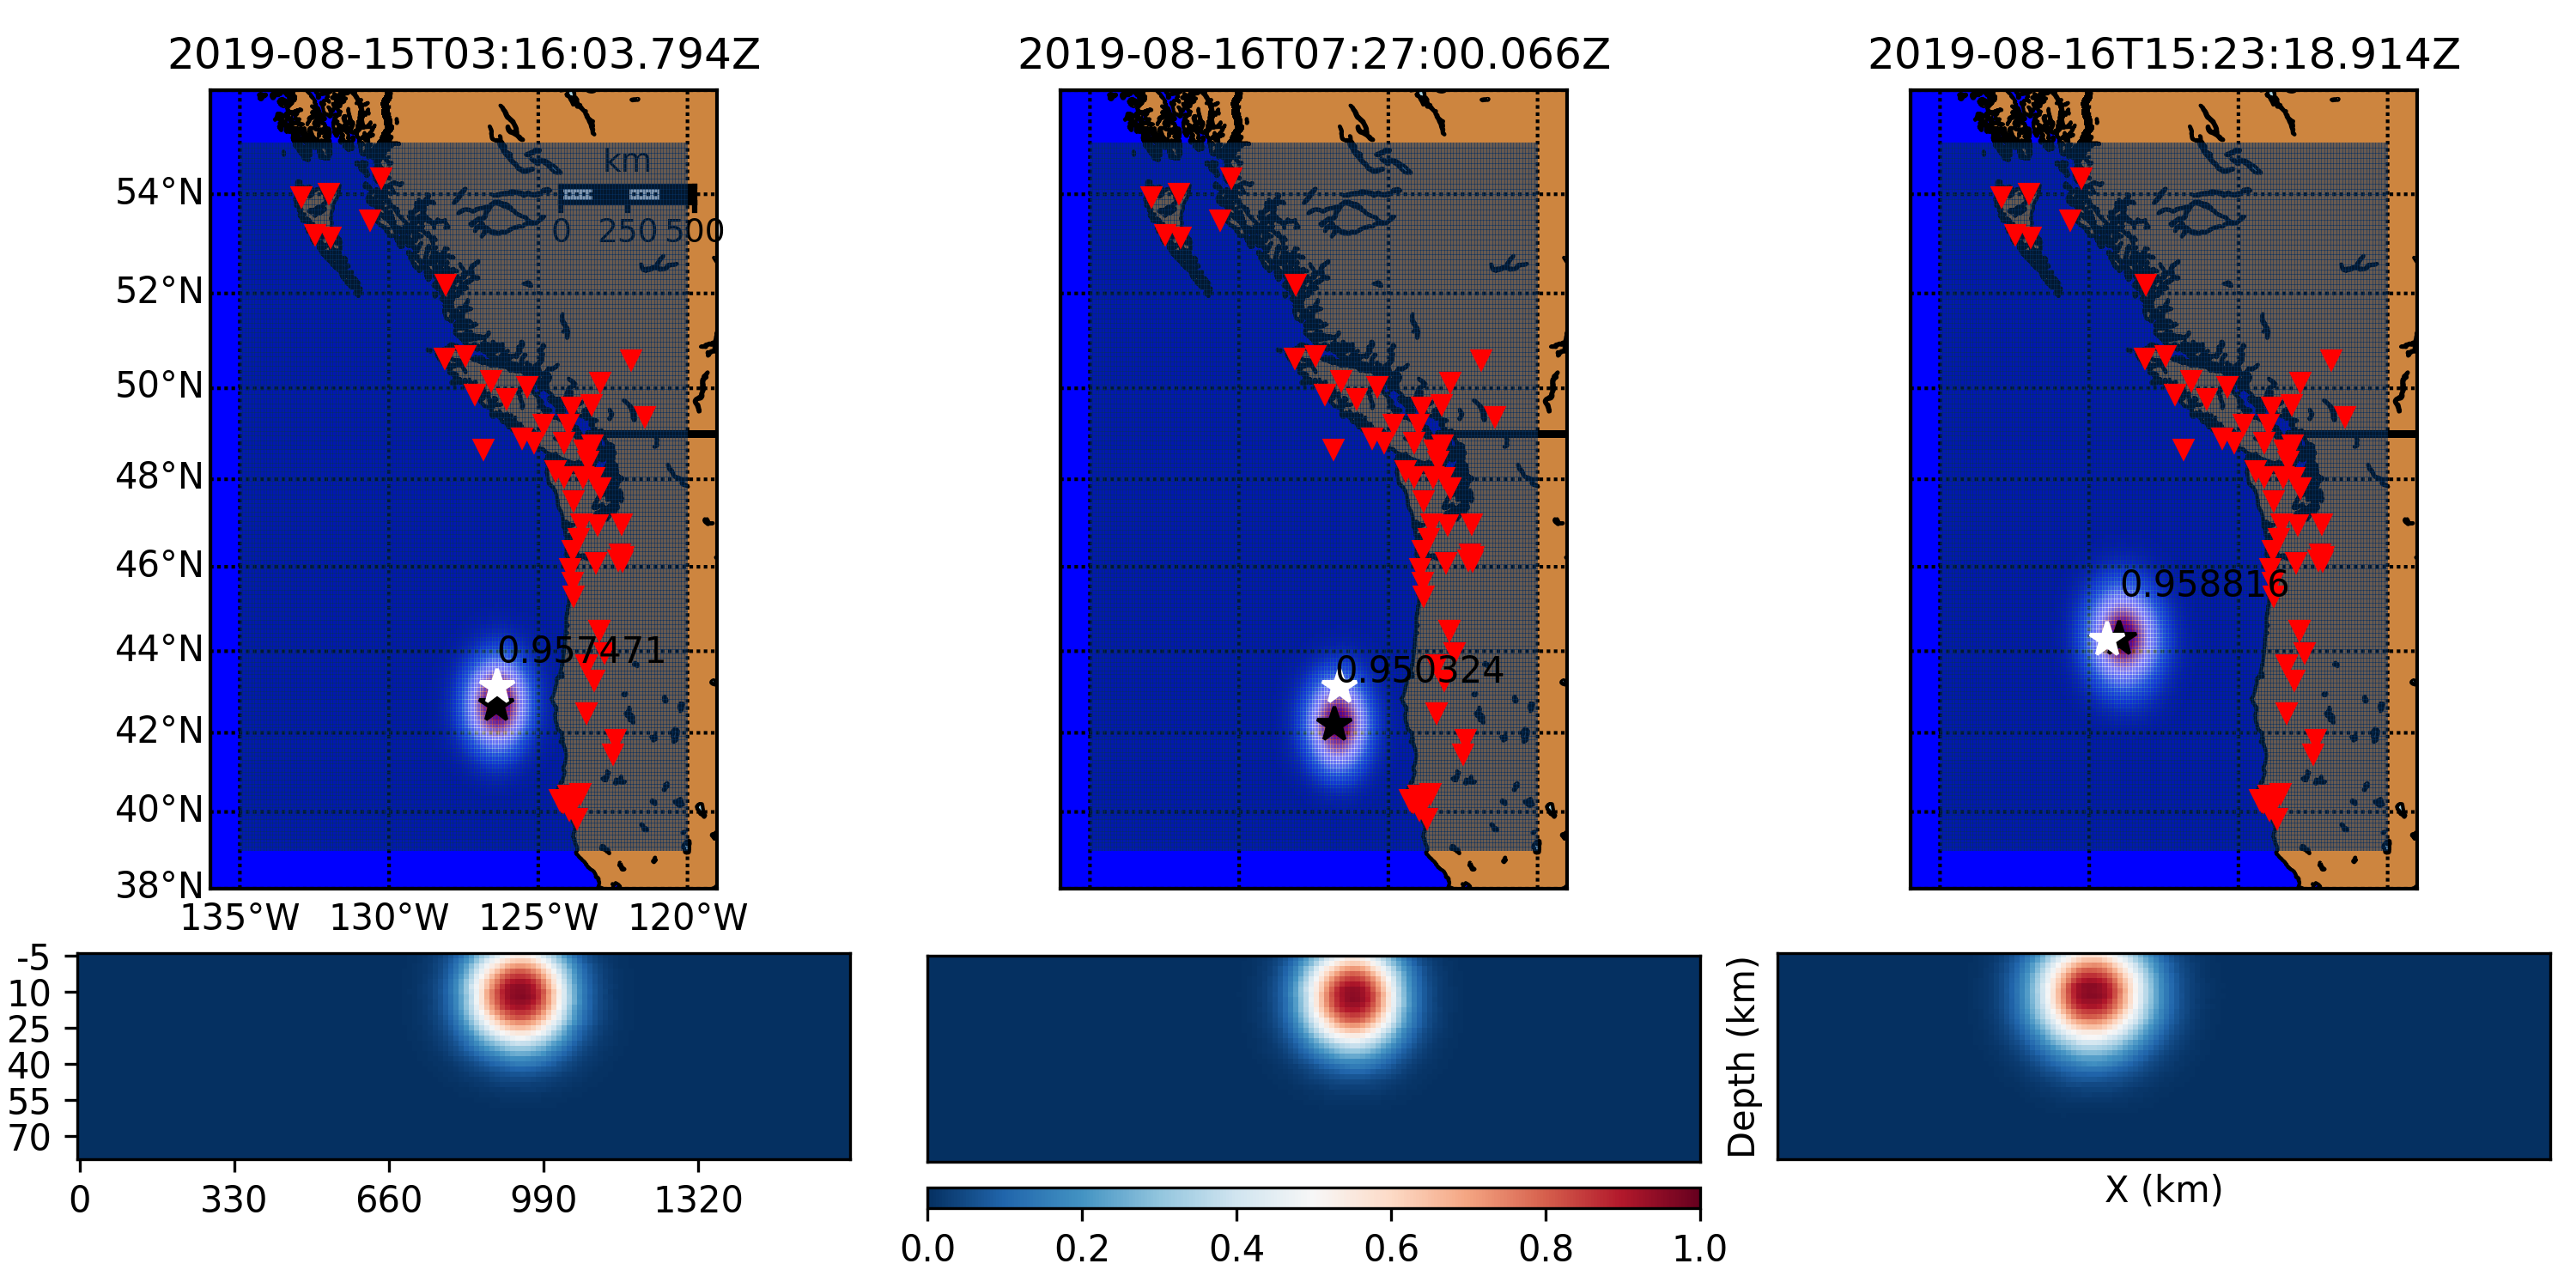 2019-08-15T03:16:03.794Z
2019-08-16T07:27:00.066Z
2019-08-16T15:23:18.914Z
km
0 250 500
54°N
52°N
50°N
48°N
46°N
44°N
42°N
40°N
38°N
135°W 130°W 125°W 120°W
0.957471
0.950324
0.958816
-5
10
25
40
55
70
0 330 660 990 1320
0.0 0.2 0.4 0.6 0.8 1.0
Depth (km)
X (km)